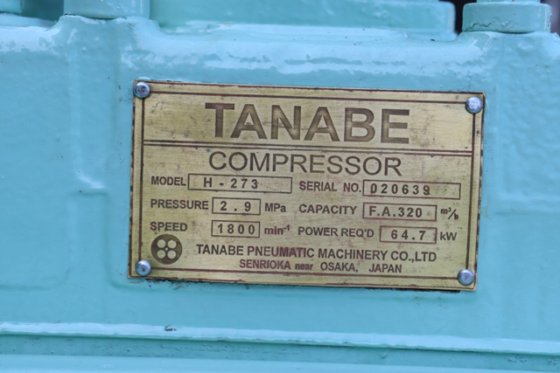 TANABE
COMPRESSOR
MODEL H-273 SERIAL NO. 020639
PRESSURE 2.9 MPa CAPACITY F.A.320 m³/h
SPEED 1800 min⁻¹ POWER REQ'D 64.7 kW
TANABE PNEUMATIC MACHINERY CO.,LTD
SENRIOKA near OSAKA, JAPAN